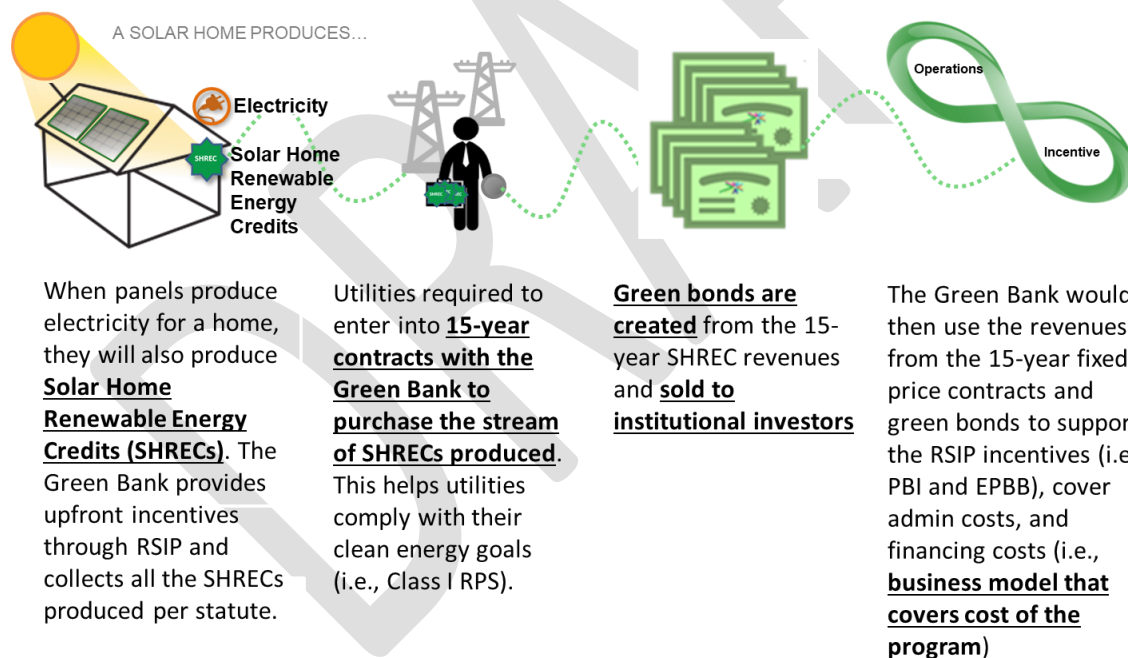 A SOLAR HOME PRODUCES…
Electricity
SHREC
Solar Home
Renewable
Energy
Credits
SHREC
Operations
Incentive
When panels produce
electricity for a home,
they will also produce
Solar Home
Renewable Energy
Credits (SHRECs). The
Green Bank provides
upfront incentives
through RSIP and
collects all the SHRECs
produced per statute.
Utilities required to
enter into 15-year
contracts with the
Green Bank to
purchase the stream
of SHRECs produced.
This helps utilities
comply with their
clean energy goals
(i.e., Class I RPS).
Green bonds are
created from the 15-
year SHREC revenues
and sold to
institutional investors
The Green Bank would
then use the revenues
from the 15-year fixed
price contracts and
green bonds to suppor
the RSIP incentives (i.e
PBI and EPBB), cover
admin costs, and
financing costs (i.e.,
business model that
covers cost of the
program)